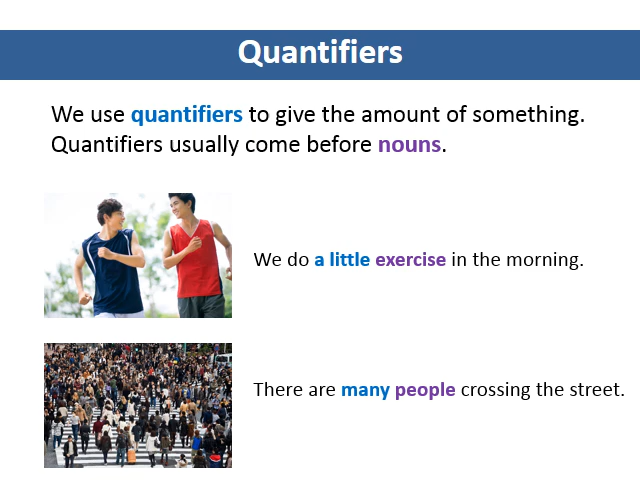 Quantifiers
We use quantifiers to give the amount of something.
Quantifiers usually come before nouns.
We do a little exercise in the morning.
There are many people crossing the street.